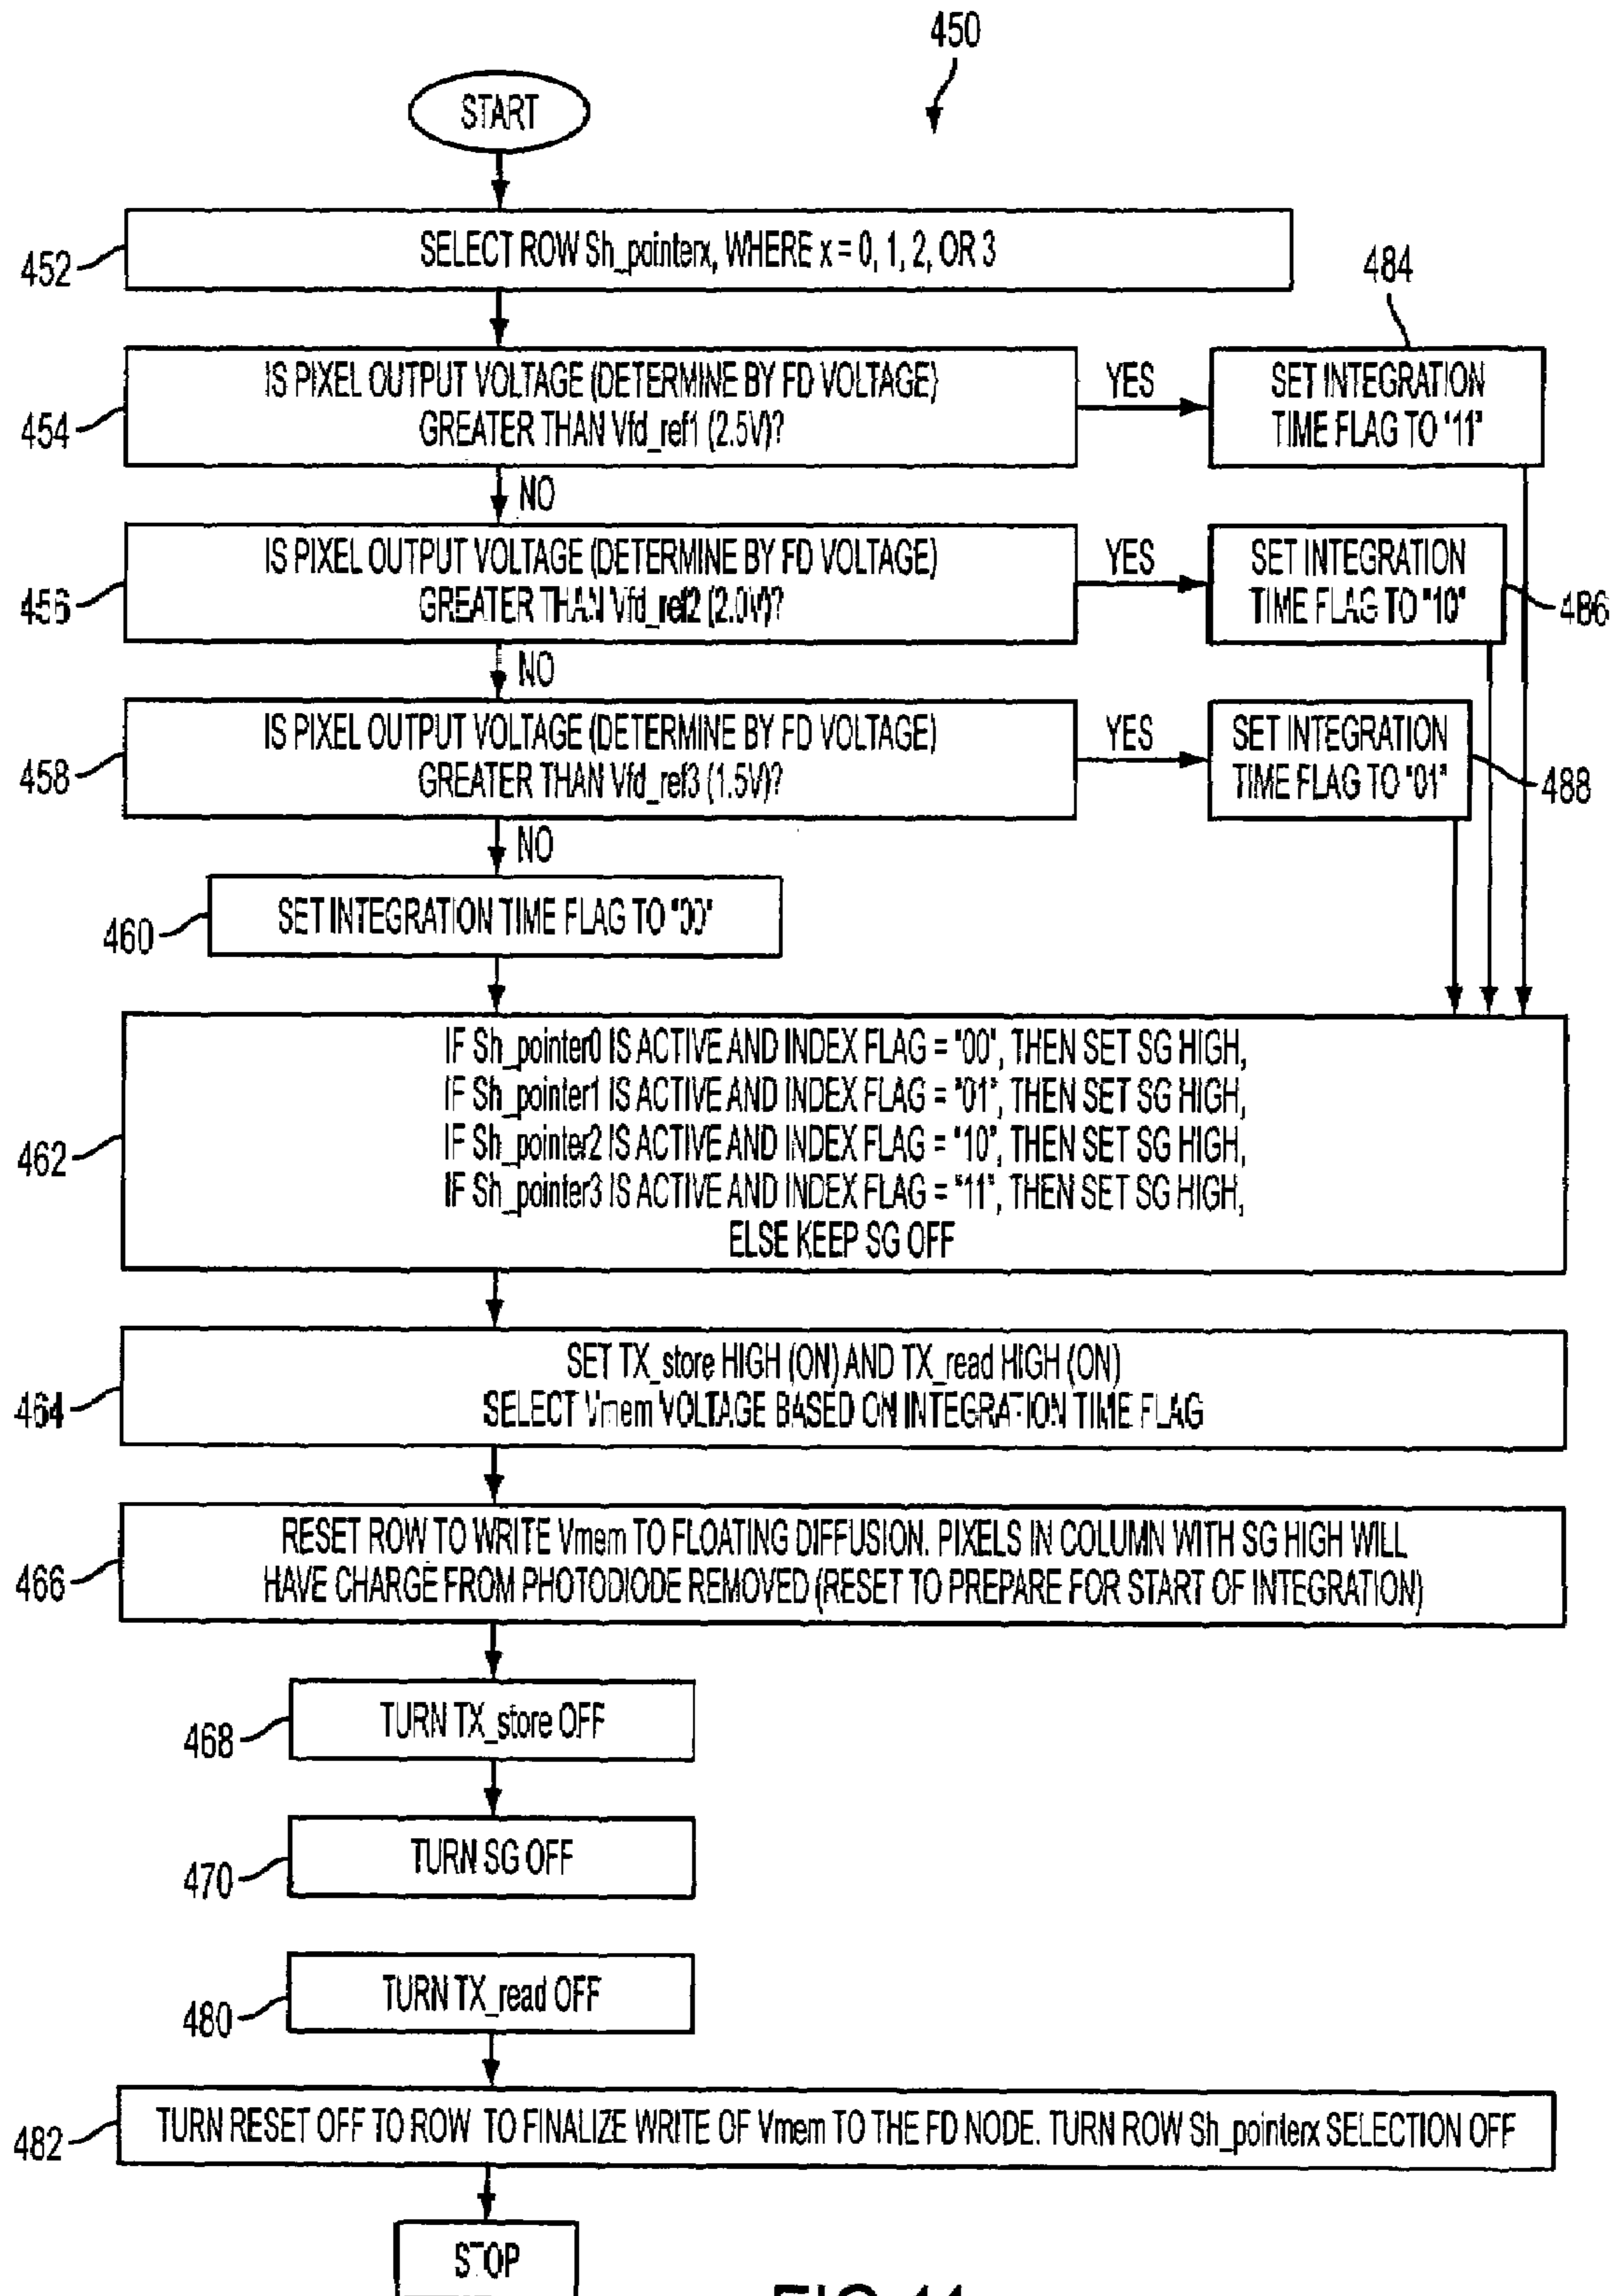 450
START
452
SELECT ROW Sh_pointerx, WHERE x = 0, 1, 2, OR 3
484
454
IS PIXEL OUTPUT VOLTAGE (DETERMINE BY FD VOLTAGE)
GREATER THAN Vfd_ref1 (2.5V)?
YES
SET INTEGRATION
TIME FLAG TO "11"
NO
456
IS PIXEL OUTPUT VOLTAGE (DETERMINE BY FD VOLTAGE)
GREATER THAN Vfd_ref2 (2.0V)?
YES
SET INTEGRATION
TIME FLAG TO "10"
486
NO
458
IS PIXEL OUTPUT VOLTAGE (DETERMINE BY FD VOLTAGE)
GREATER THAN Vfd_ref3 (1.5V)?
YES
SET INTEGRATION
TIME FLAG TO "01"
488
NO
460
SET INTEGRATION TIME FLAG TO "00"
462
IF Sh_pointer0 IS ACTIVE AND INDEX FLAG = "00", THEN SET SG HIGH,
IF Sh_pointer1 IS ACTIVE AND INDEX FLAG = "01", THEN SET SG HIGH,
IF Sh_pointer2 IS ACTIVE AND INDEX FLAG = "10", THEN SET SG HIGH,
IF Sh_pointer3 IS ACTIVE AND INDEX FLAG = "11", THEN SET SG HIGH,
ELSE KEEP SG OFF
464
SET TX_store HIGH (ON) AND TX_read HIGH (ON)
SELECT Vmem VOLTAGE BASED ON INTEGRATION TIME FLAG
466
RESET ROW TO WRITE Vmem TO FLOATING DIFFUSION. PIXELS IN COLUMN WITH SG HIGH WILL
HAVE CHARGE FROM PHOTODIODE REMOVED (RESET TO PREPARE FOR START OF INTEGRATION)
468
TURN TX_store OFF
470
TURN SG OFF
480
TURN TX_read OFF
482
TURN RESET OFF TO ROW TO FINALIZE WRITE OF Vmem TO THE FD NODE. TURN ROW Sh_pointerx SELECTION OFF
STOP